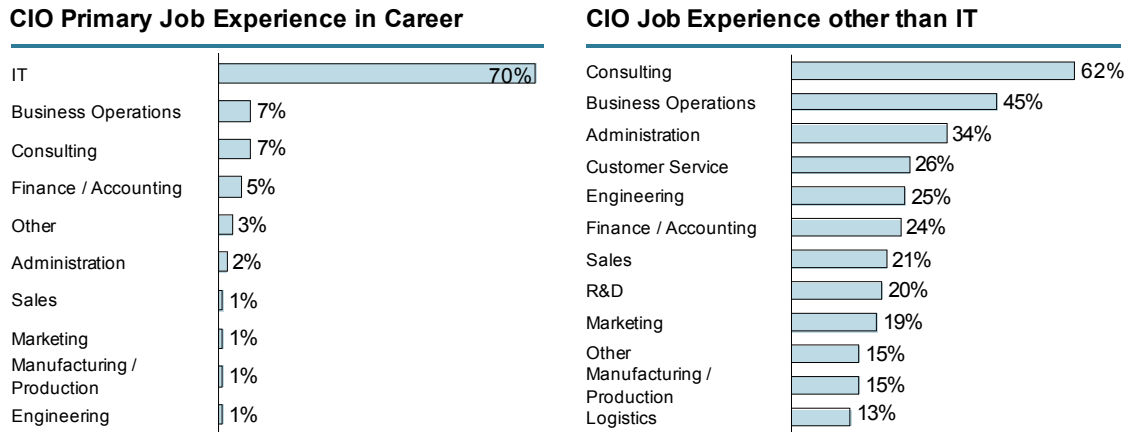 CIO Primary Job Experience in Career
IT 70%
Business Operations 7%
Consulting 7%
Finance / Accounting 5%
Other 3%
Administration 2%
Sales 1%
Marketing 1%
Manufacturing /
Production 1%
Engineering 1%
CIO Job Experience other than IT
Consulting 62%
Business Operations 45%
Administration 34%
Customer Service 26%
Engineering 25%
Finance / Accounting 24%
Sales 21%
R&D 20%
Marketing 19%
Other 15%
Manufacturing /
Production 15%
Logistics 13%